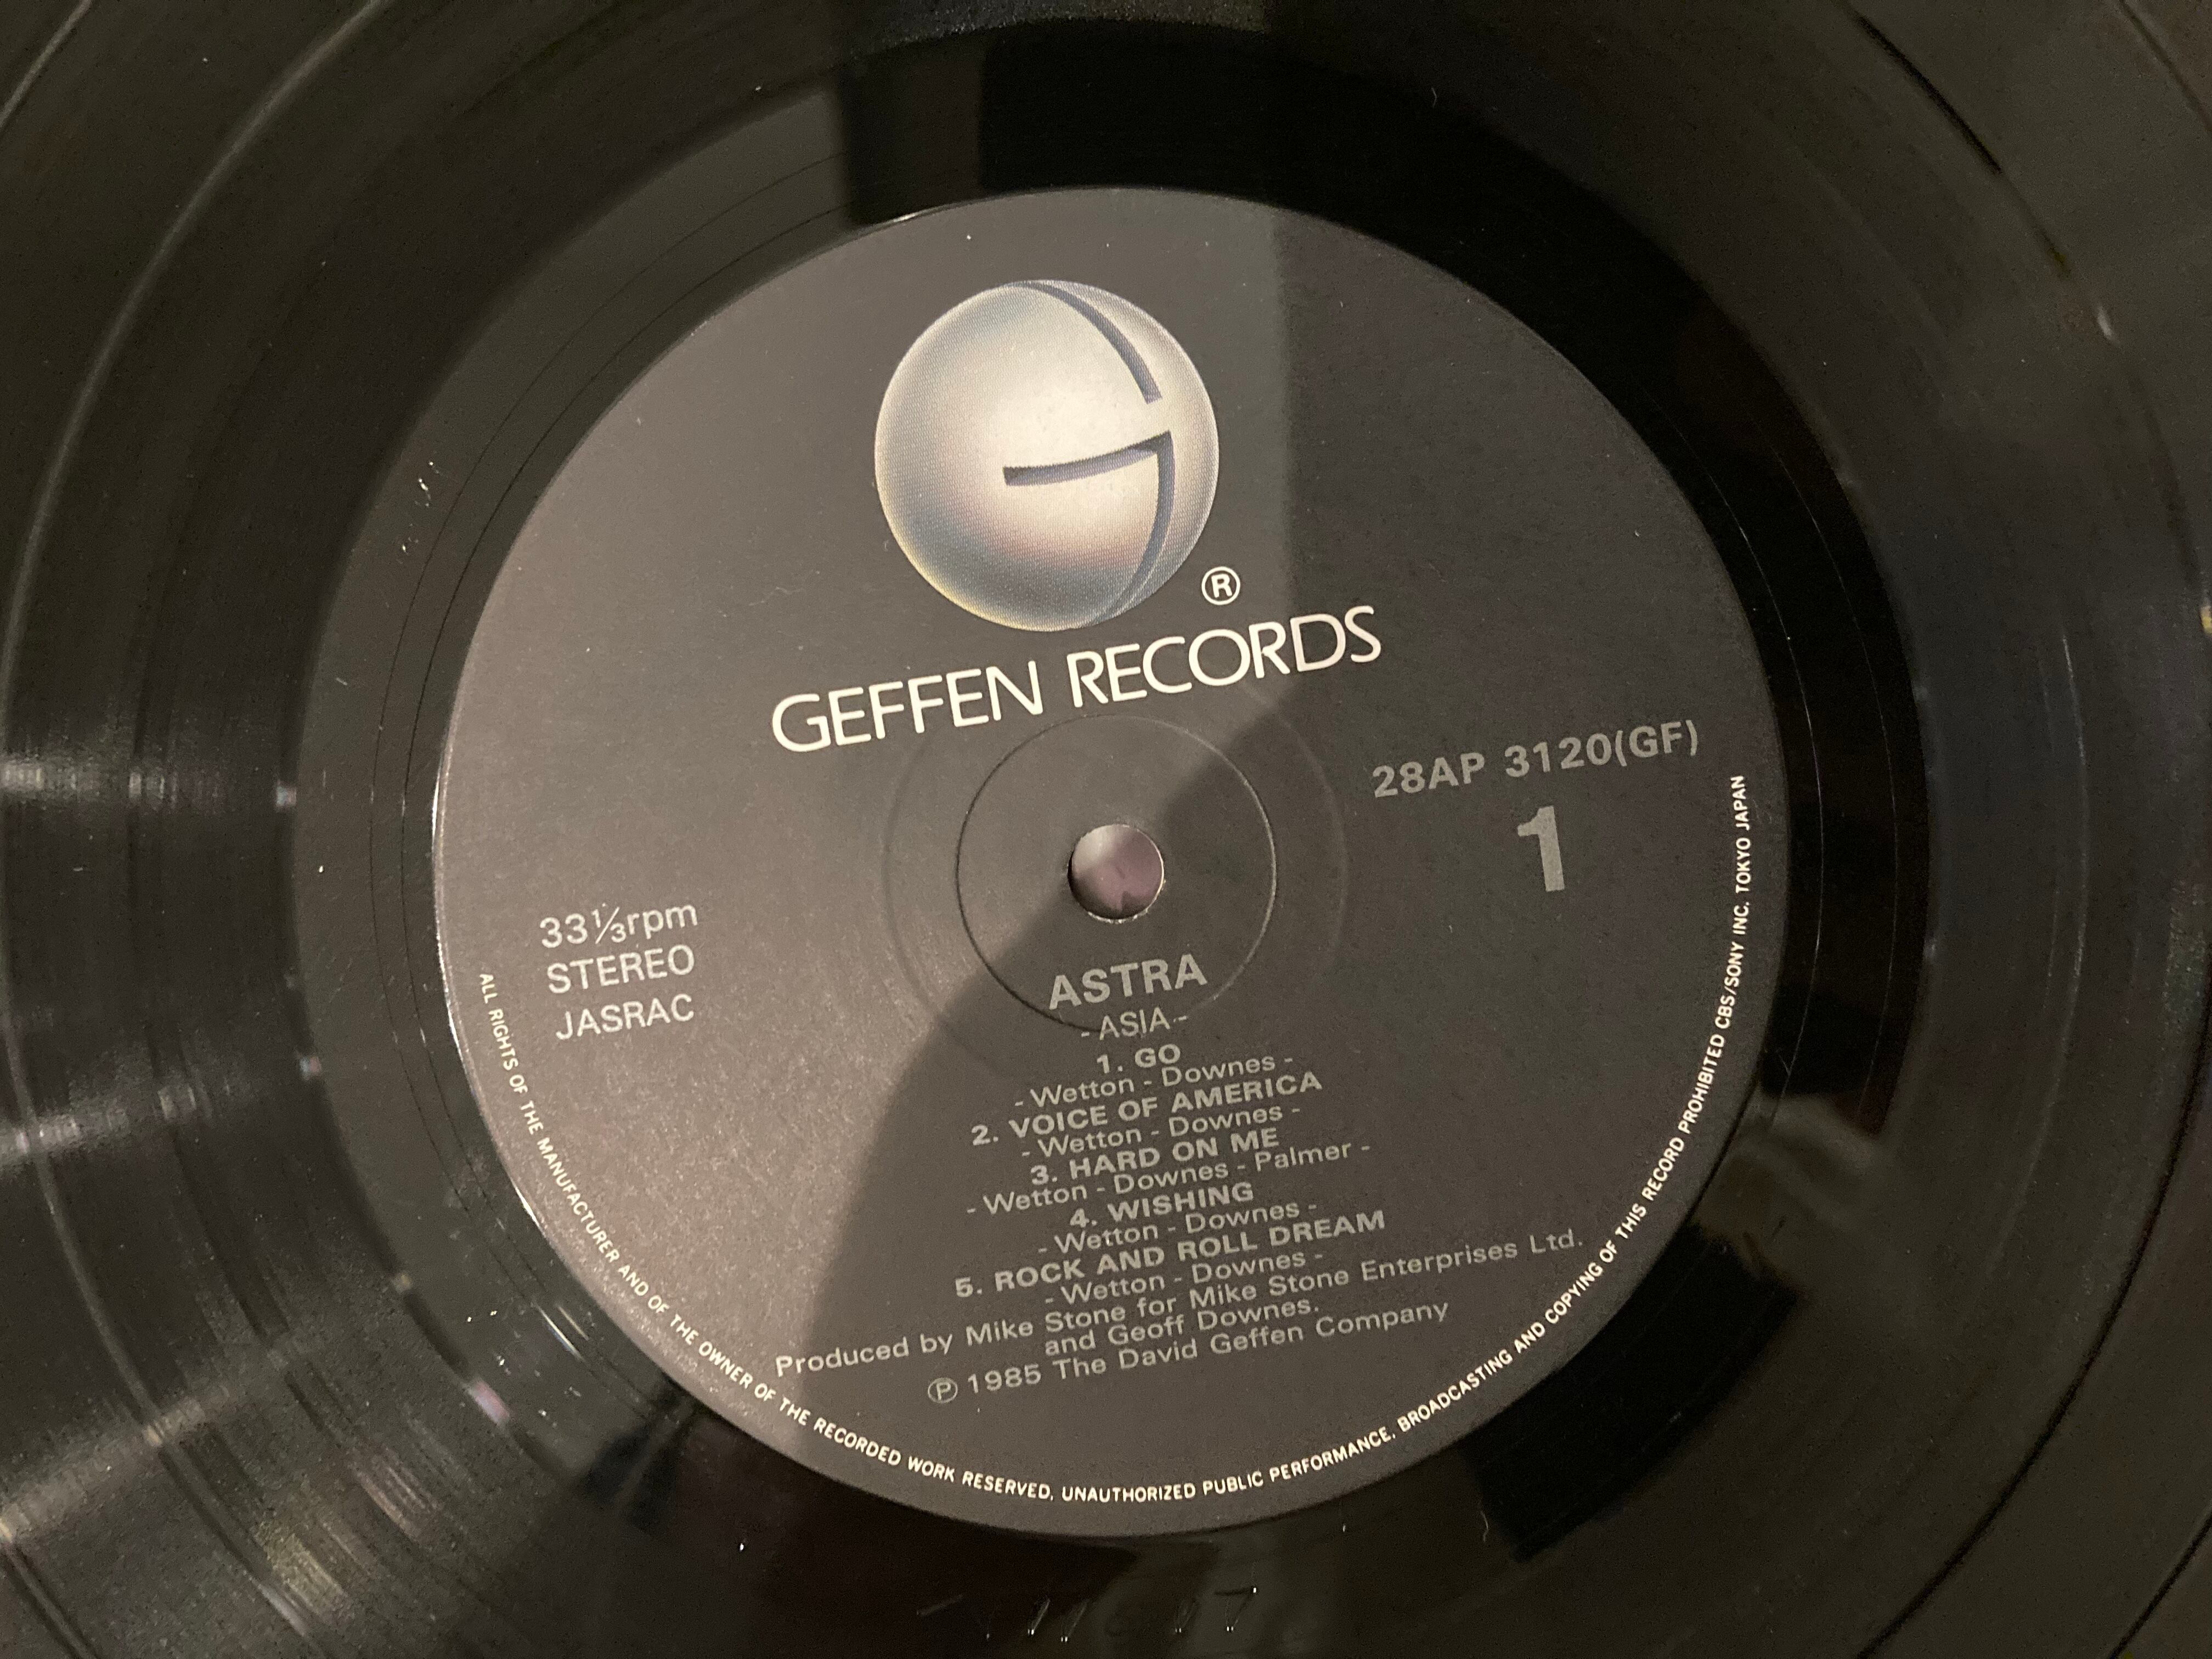 ®
GEFFEN RECORDS
28AP 3120(GF)
1
33⅓rpm
STEREO
JASRAC
ASTRA
- ASIA -
1. GO
- Wetton - Downes -
2. VOICE OF AMERICA
- Wetton - Downes -
3. HARD ON ME
- Wetton - Downes - Palmer -
4. WISHING
- Wetton - Downes -
5. ROCK AND ROLL DREAM
- Wetton - Downes -
Produced by Mike Stone for Mike Stone Enterprises Ltd.
and Geoff Downes.
℗ 1985 The David Geffen Company
ALL RIGHTS OF THE MANUFACTURER AND OF THE OWNER OF THE RECORDED WORK RESERVED. UNAUTHORIZED PUBLIC PERFORMANCE. BROADCASTING AND COPYING OF THIS RECORD PROHIBITED CBS/SONY INC. TOKYO JAPAN